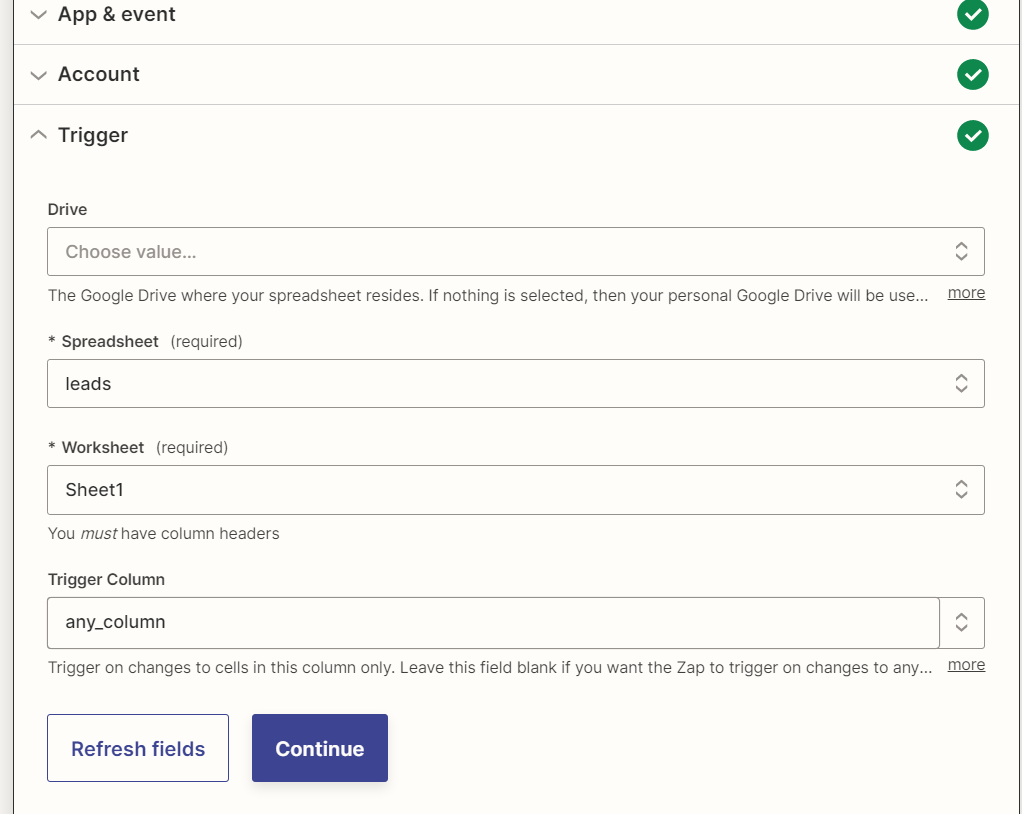 App & event
Account
Trigger
Drive
Choose value...
The Google Drive where your spreadsheet resides. If nothing is selected, then your personal Google Drive will be use... more
* Spreadsheet (required)
leads
* Worksheet (required)
Sheet1
You must have column headers
Trigger Column
any_column
Trigger on changes to cells in this column only. Leave this field blank if you want the Zap to trigger on changes to any... more
Refresh fields Continue